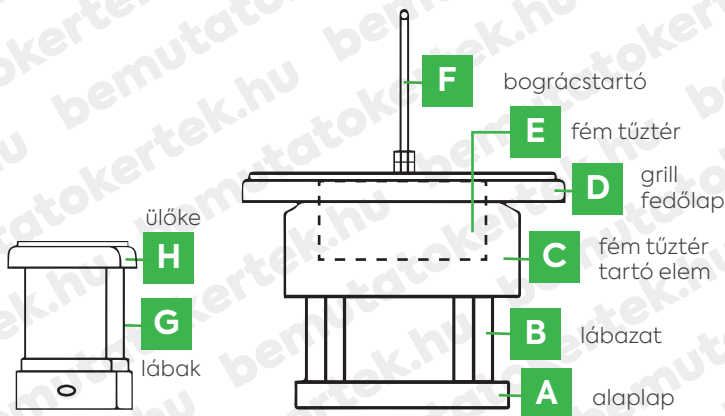 F bográcstartó
E fém tűztér
D grill
fedőlap
ülőke
H
C fém tűztér
tartó elem
G
lábak
B lábazat
A alaplap
bemutatokertek.hu